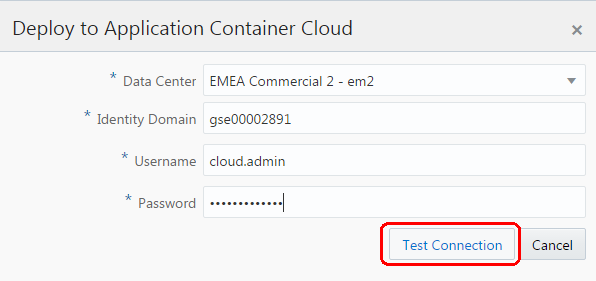 Deploy to Application Container Cloud ×
* Data Center EMEA Commercial 2 - em2
* Identity Domain gse00002891
* Username cloud.admin
* Password •••••••••••••
Test Connection Cancel